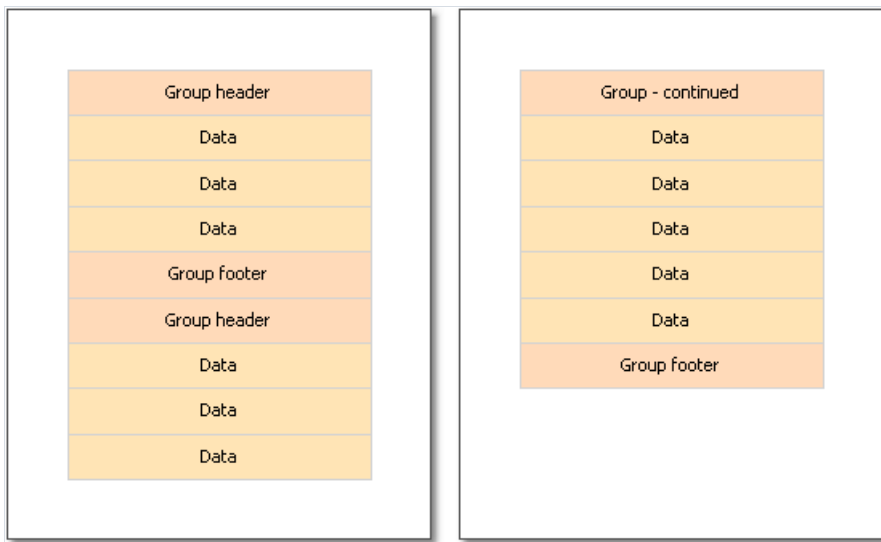 Group header
Data
Data
Data
Group footer
Group header
Data
Data
Data
Group - continued
Data
Data
Data
Data
Data
Group footer